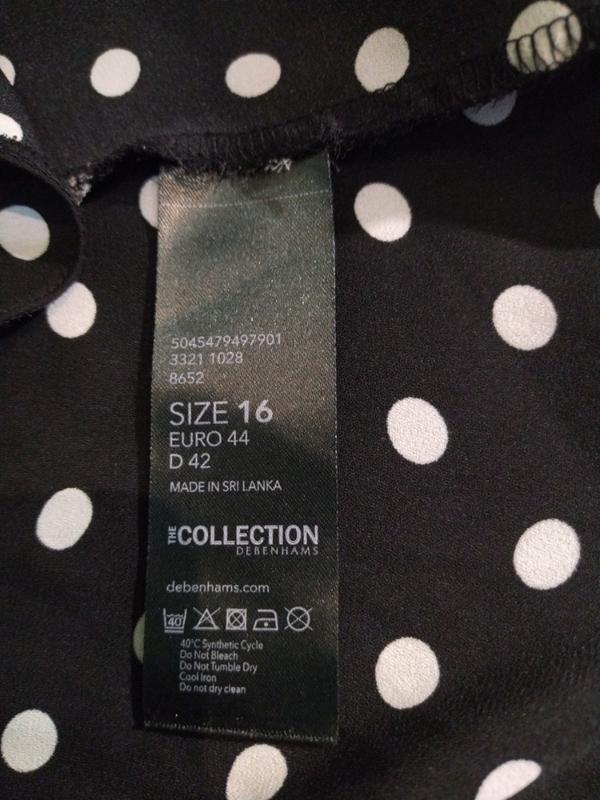 5045479497901
3321 1028
8652
SIZE 16
EURO 44
D 42
MADE IN SRI LANKA
THE COLLECTION
DEBENHAMS
debenhams.com
40
40°C Synthetic Cycle
Do Not Bleach
Do Not Tumble Dry
Cool Iron
Do not dry clean